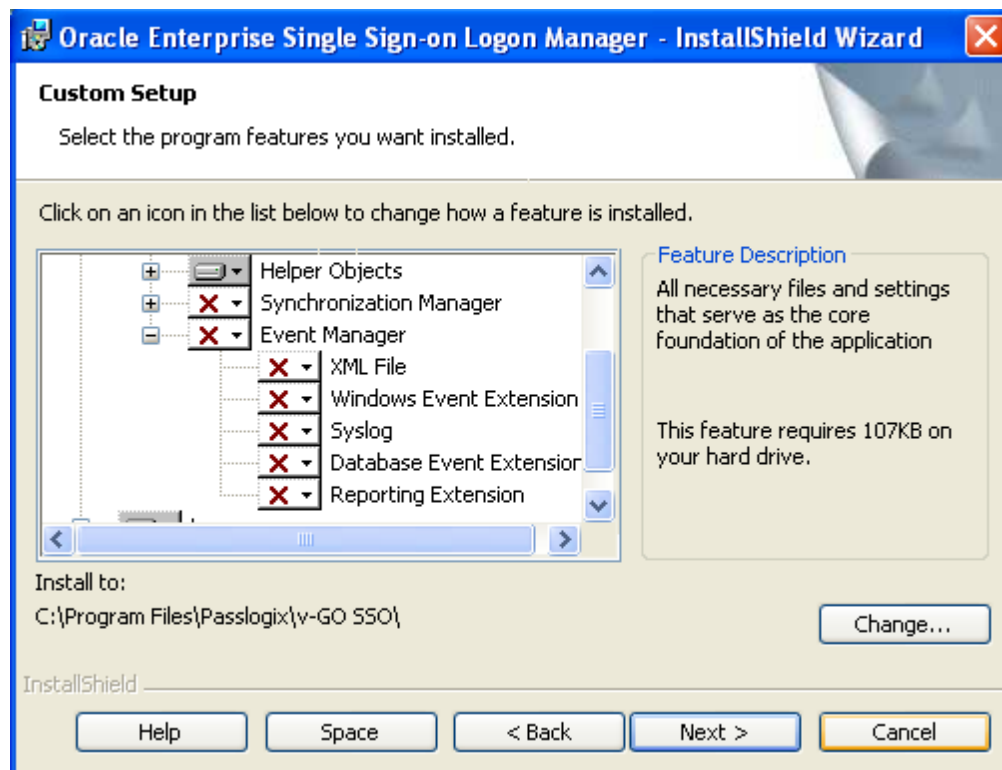 Oracle Enterprise Single Sign-on Logon Manager - InstallShield Wizard
Custom Setup
Select the program features you want installed.
Click on an icon in the list below to change how a feature is installed.
Helper Objects
Synchronization Manager
Event Manager
XML File
Windows Event Extension
Syslog
Database Event Extension
Reporting Extension
Feature Description
All necessary files and settings
that serve as the core
foundation of the application
This feature requires 107KB on
your hard drive.
Install to:
C:\Program Files\Passlogix\v-GO SSO\
Change...
InstallShield
Help
Space
< Back
Next >
Cancel